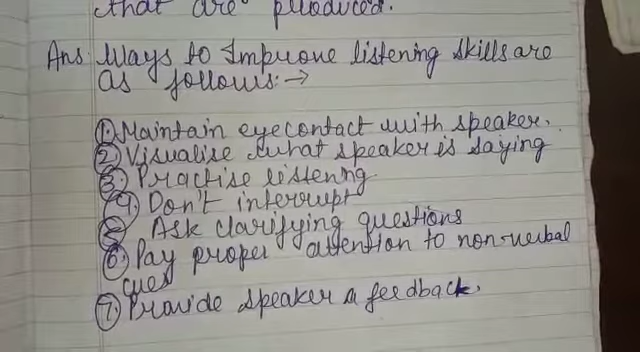 that are produced.
Ans: Ways to Improve listening skills are
as follows:→
① Maintain eyecontact with speaker.
② Visualise what speaker is saying
③ Practise listening
④ Don't interrupt
⑤ Ask clarifying questions
⑥ Pay proper attention to non-verbal
cues
⑦ Provide speaker a feedback.